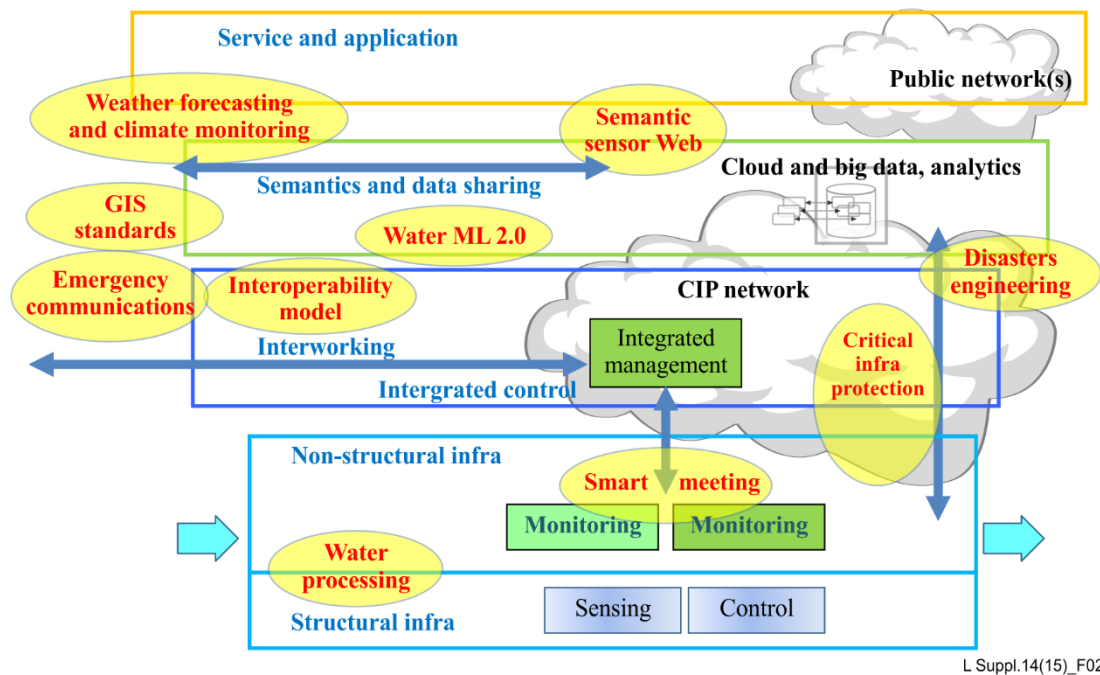 Service and application
Public network(s)
Weather forecasting
and climate monitoring
Semantic
sensor Web
Cloud and big data, analytics
Semantics and data sharing
GIS
standards
Water ML 2.0
Emergency
communications
Interoperability
model
CIP network
Disasters
engineering
Integrated
management
Critical
infra
protection
Interworking
Intergrated control
Non-structural infra
Smart meeting
Monitoring
Monitoring
Water
processing
Structural infra
Sensing
Control
L Suppl.14(15)_F02